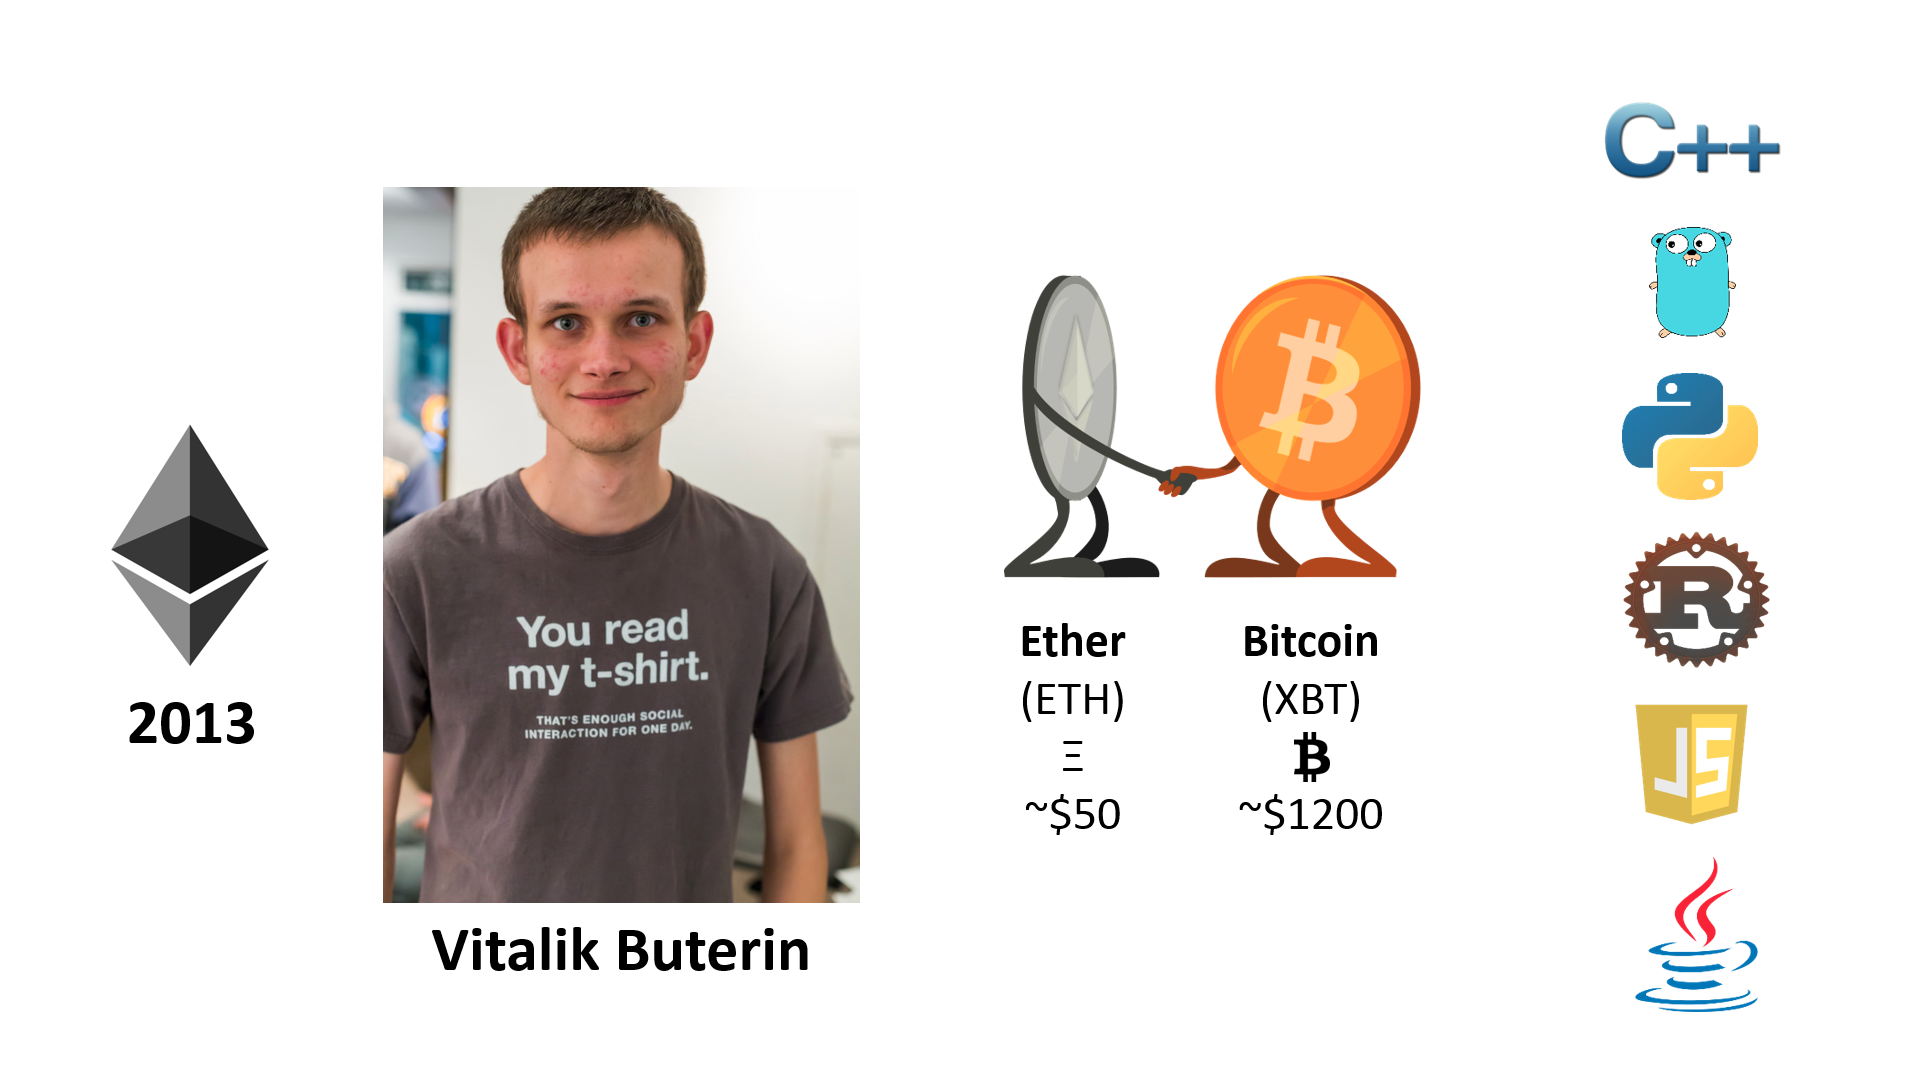 2013
You read
my t-shirt.
THAT'S ENOUGH SOCIAL
INTERACTION FOR ONE DAY.
Vitalik Buterin
Ether
(ETH)
Ξ
~$50
Bitcoin
(XBT)
₿
~$1200
C++
R
JS